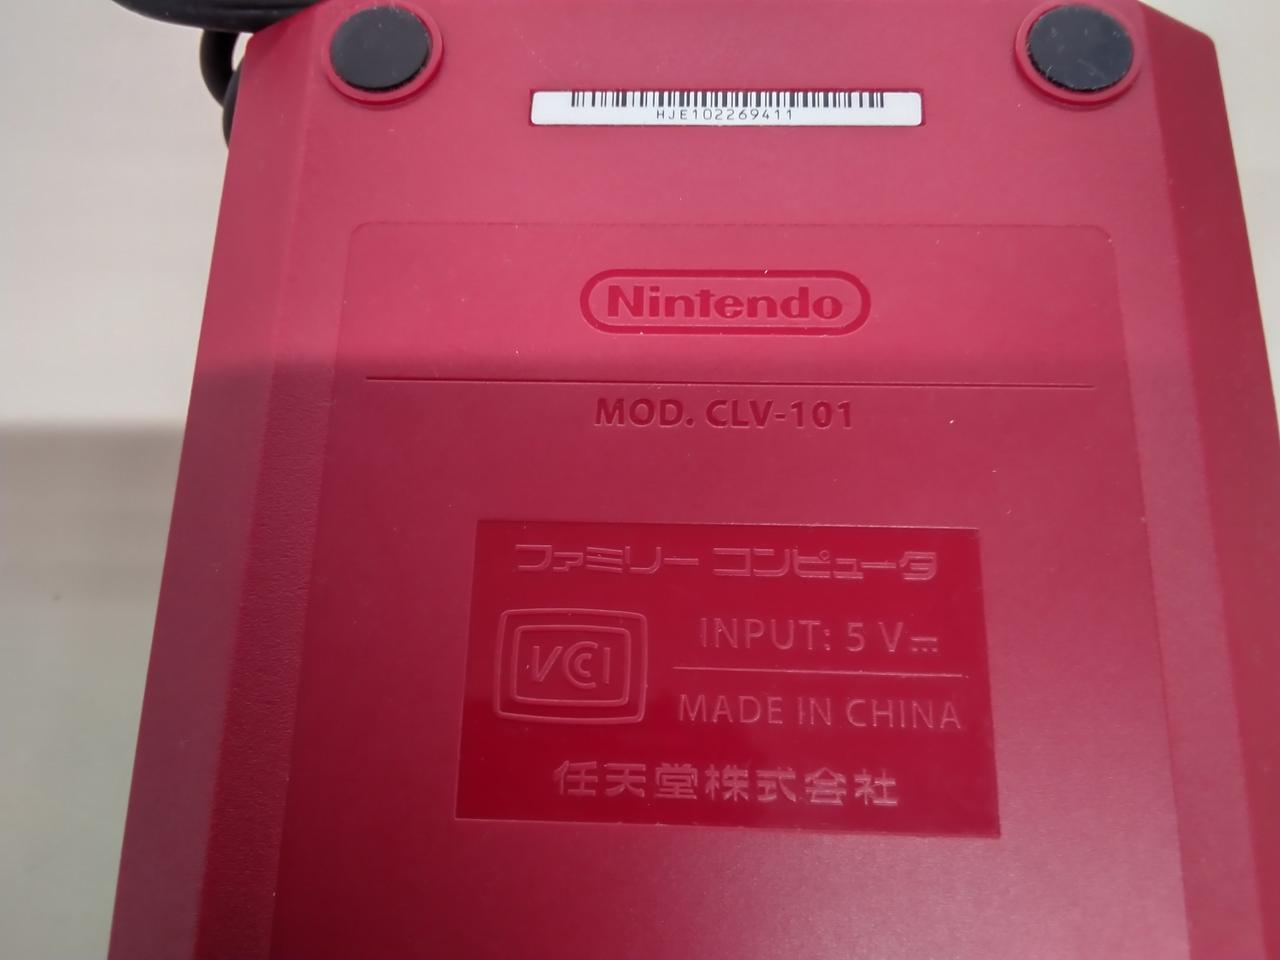 HJE102269411
Nintendo
MOD. CLV-101
ファミリー コンピュータ
VCCI
INPUT: 5 V⎓
MADE IN CHINA
任天堂株式会社